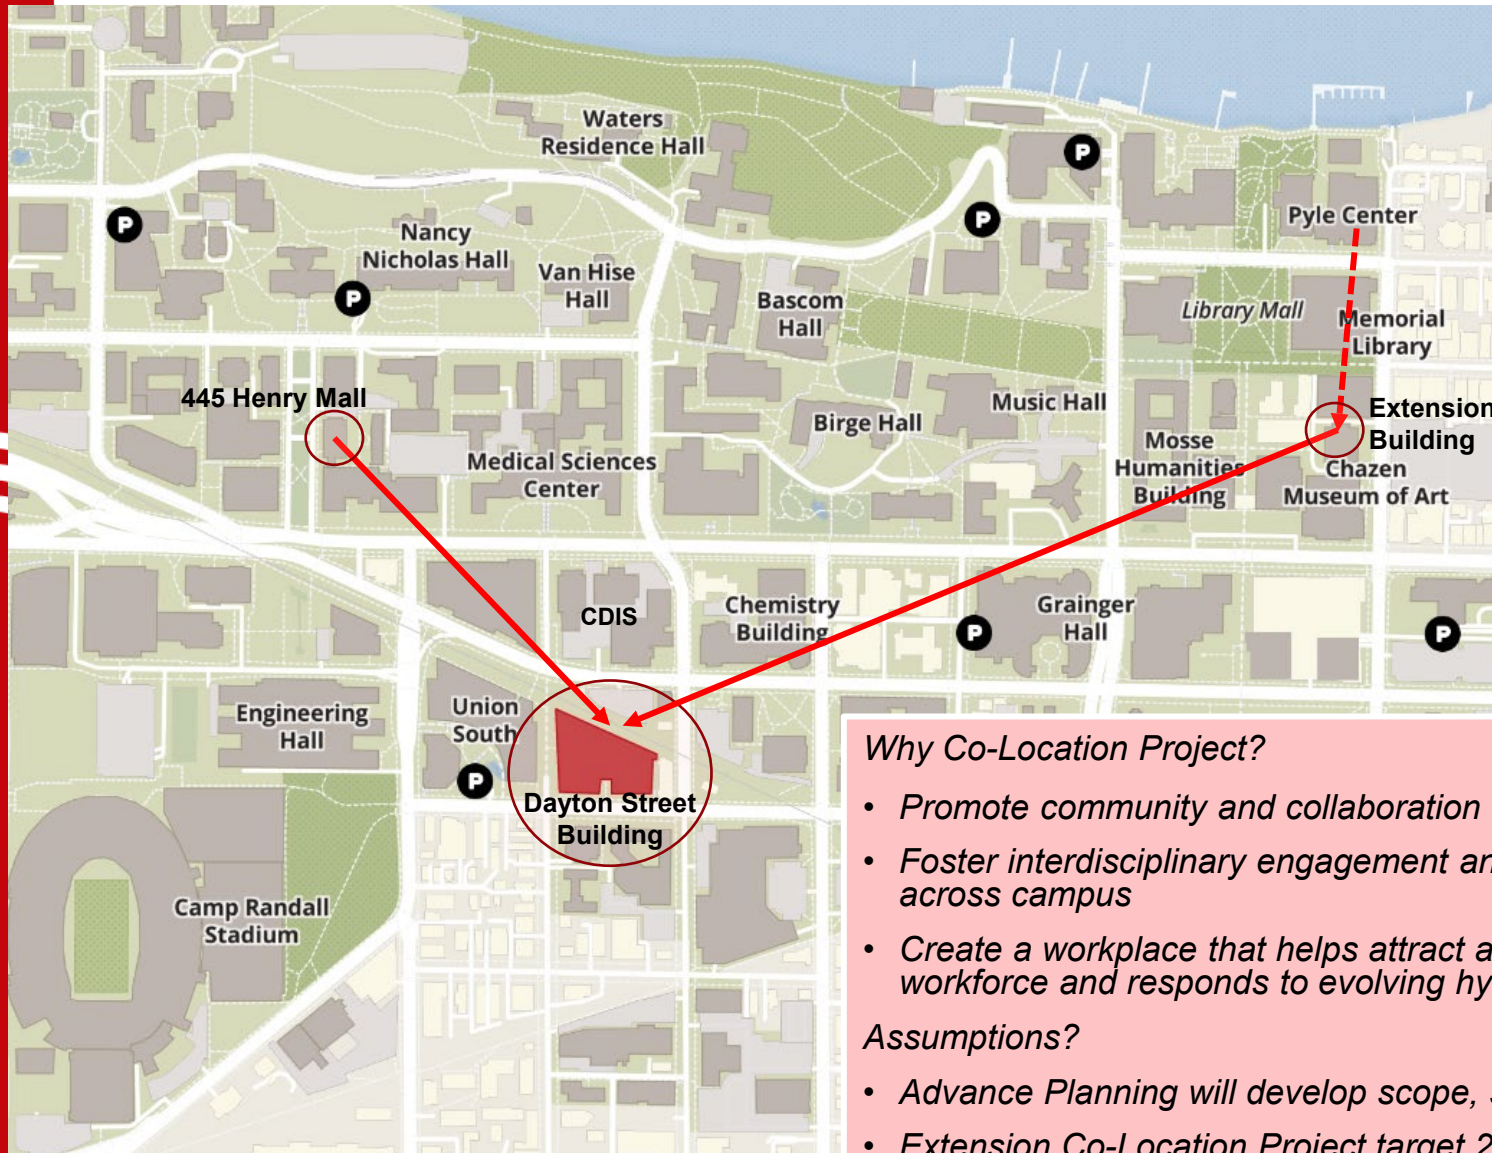 Waters
Residence Hall
P
P
P
Pyle Center
Nancy
Nicholas Hall
Van Hise
Hall
P
Bascom
Hall
Library Mall
Memorial
Library
445 Henry Mall
Birge Hall
Music Hall
Extension
Building
Mosse
Humanities
Building
Chazen
Museum of Art
Medical Sciences
Center
CDIS
Chemistry
Building
P
Grainger
Hall
P
Engineering
Hall
Union
South
P
Dayton Street
Building
Camp Randall
Stadium
Why Co-Location Project?
• Promote community and collaboration
• Foster interdisciplinary engagement
across campus
• Create a workplace that helps attract
workforce and responds to evolving
Assumptions?
• Advance Planning will develop scope,
• Extension Co-Location Project target